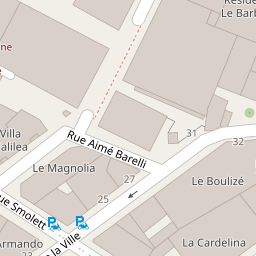 Reside
Le Barb
ne
31
32
Villa
alilea
Rue Aimé Barelli
Le Magnolia
27
Le Boulizé
25
ue Smolett
la Ville
Armando
La Cardelina